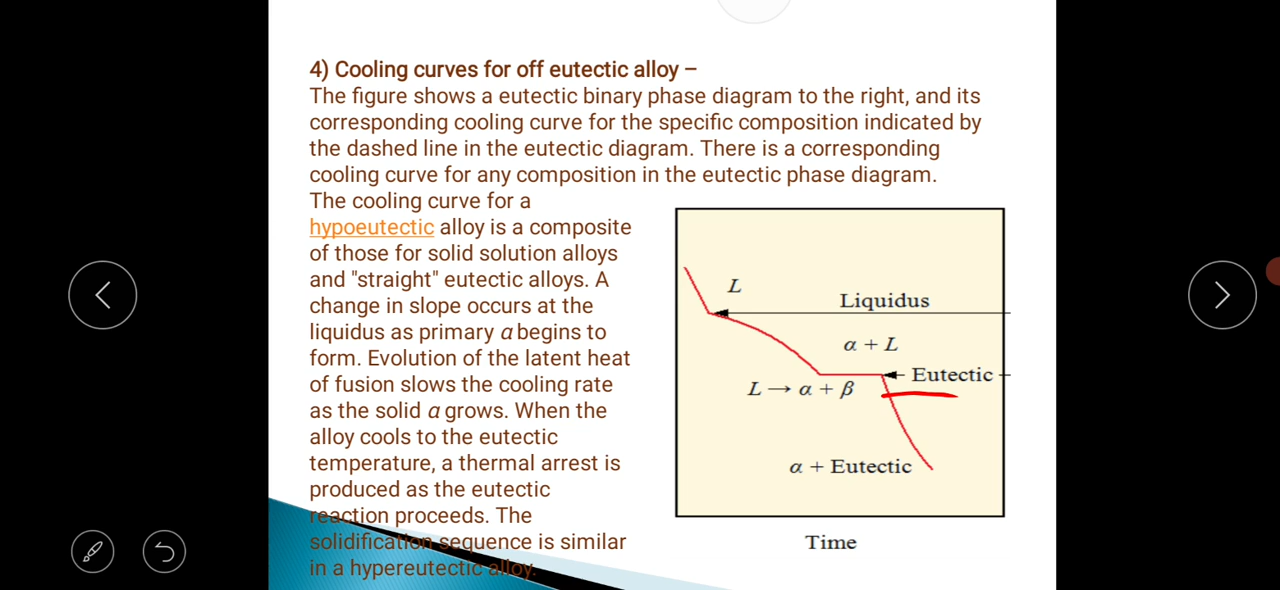 4) Cooling curves for off eutectic alloy –
The figure shows a eutectic binary phase diagram to the right, and its
corresponding cooling curve for the specific composition indicated by
the dashed line in the eutectic diagram. There is a corresponding
cooling curve for any composition in the eutectic phase diagram.
The cooling curve for a
hypoeutectic alloy is a composite
of those for solid solution alloys
and "straight" eutectic alloys. A
change in slope occurs at the
liquidus as primary α begins to
form. Evolution of the latent heat
of fusion slows the cooling rate
as the solid α grows. When the
alloy cools to the eutectic
temperature, a thermal arrest is
produced as the eutectic
reaction proceeds. The
solidification sequence is similar
in a hypereutectic alloy.
L
Liquidus
α + L
Eutectic
L → α + β
α + Eutectic
Time